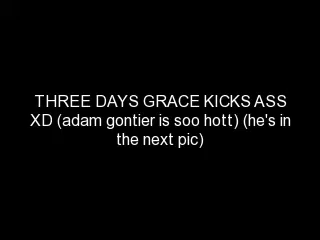 THREE DAYS GRACE KICKS ASS
XD (adam gontier is soo hott) (he's in
the next pic)